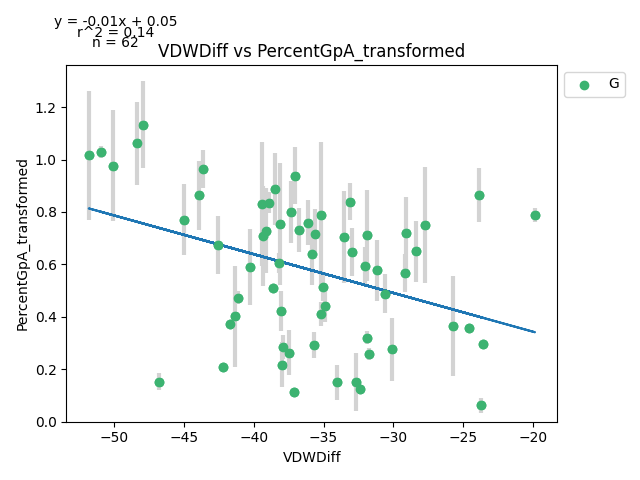 y = -0.01x + 0.05
r^2 = 0.14
n = 62
VDWDiff vs PercentGpA_transformed
G
PercentGpA_transformed
1.2
1.0
0.8
0.6
0.4
0.2
0.0
−50 −45 −40 −35 −30 −25 −20
VDWDiff